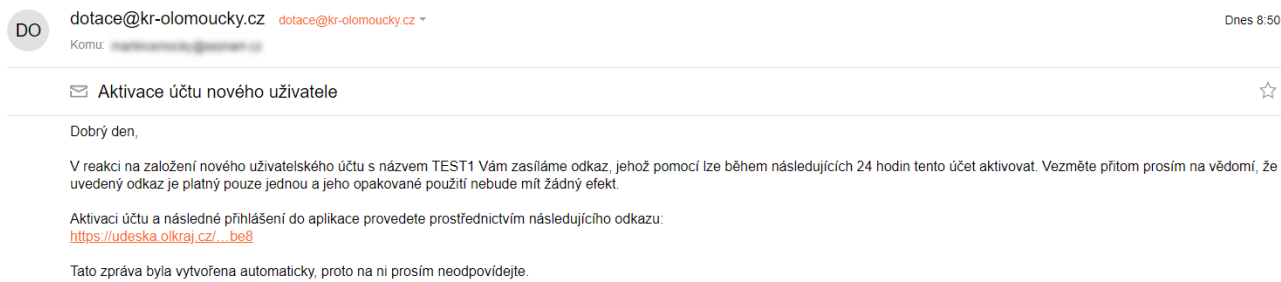 DO
dotace@kr-olomoucky.cz dotace@kr-olomoucky.cz
Dnes 8:50
Komu:
Aktivace účtu nového uživatele
Dobrý den,
V reakci na založení nového uživatelského účtu s názvem TEST1 Vám zasíláme odkaz, jehož pomocí lze během následujících 24 hodin tento účet aktivovat. Vezměte přitom prosím na vědomí, že
uvedený odkaz je platný pouze jednou a jeho opakované použití nebude mít žádný efekt.
Aktivaci účtu a následné přihlášení do aplikace provedete prostřednictvím následujícího odkazu:
https://udeska.olkraj.cz/…be8
Tato zpráva byla vytvořena automaticky, proto na ni prosím neodpovídejte.